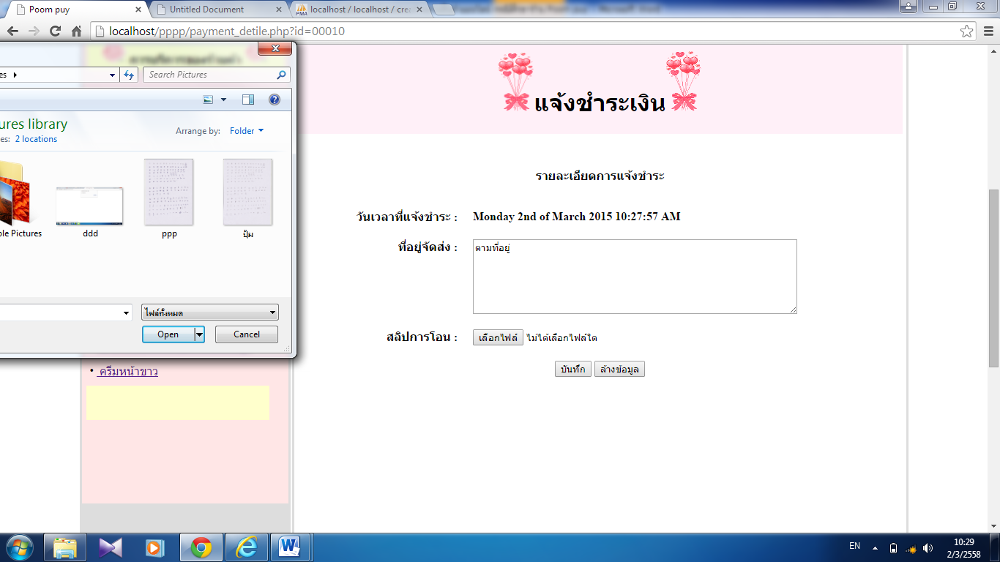 Poom puy
Untitled Document
localhost / localhost / crea
localhost/pppp/payment_detile.php?id=00010
es
Search Pictures
ures library
es: 2 locations
Arrange by: Folder
ple Pictures
ddd
ppp
ปุ้ม
ไฟล์ทั้งหมด
Open
Cancel
แจ้งชำระเงิน
รายละเอียดการแจ้งชำระ
วันเวลาที่แจ้งชำระ : Monday 2nd of March 2015 10:27:57 AM
ที่อยู่จัดส่ง : ตามที่อยู่
สลิปการโอน : เลือกไฟล์ ไม่ได้เลือกไฟล์ใด
บันทึก ล้างข้อมูล
• ครีมหน้าขาว
EN
10:29
2/3/2558